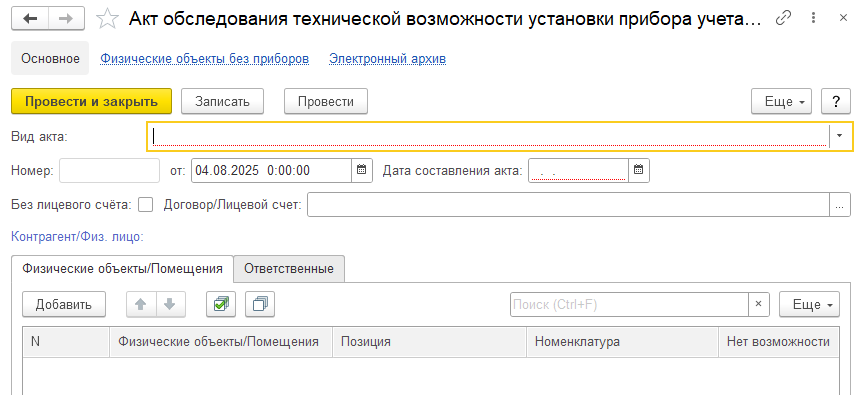 Акт обследования технической возможности установки прибора учета...
Основное Физические объекты без приборов Электронный архив
Провести и закрыть Записать Провести Еще ?
Вид акта:
Номер: от: 04.08.2025 0:00:00 Дата составления акта: . .
Без лицевого счёта: Договор/Лицевой счет: ...
Контрагент/Физ. лицо:
Физические объекты/Помещения Ответственные
Добавить Поиск (Ctrl+F) × Еще
N Физические объекты/Помещения Позиция Номенклатура Нет возможности